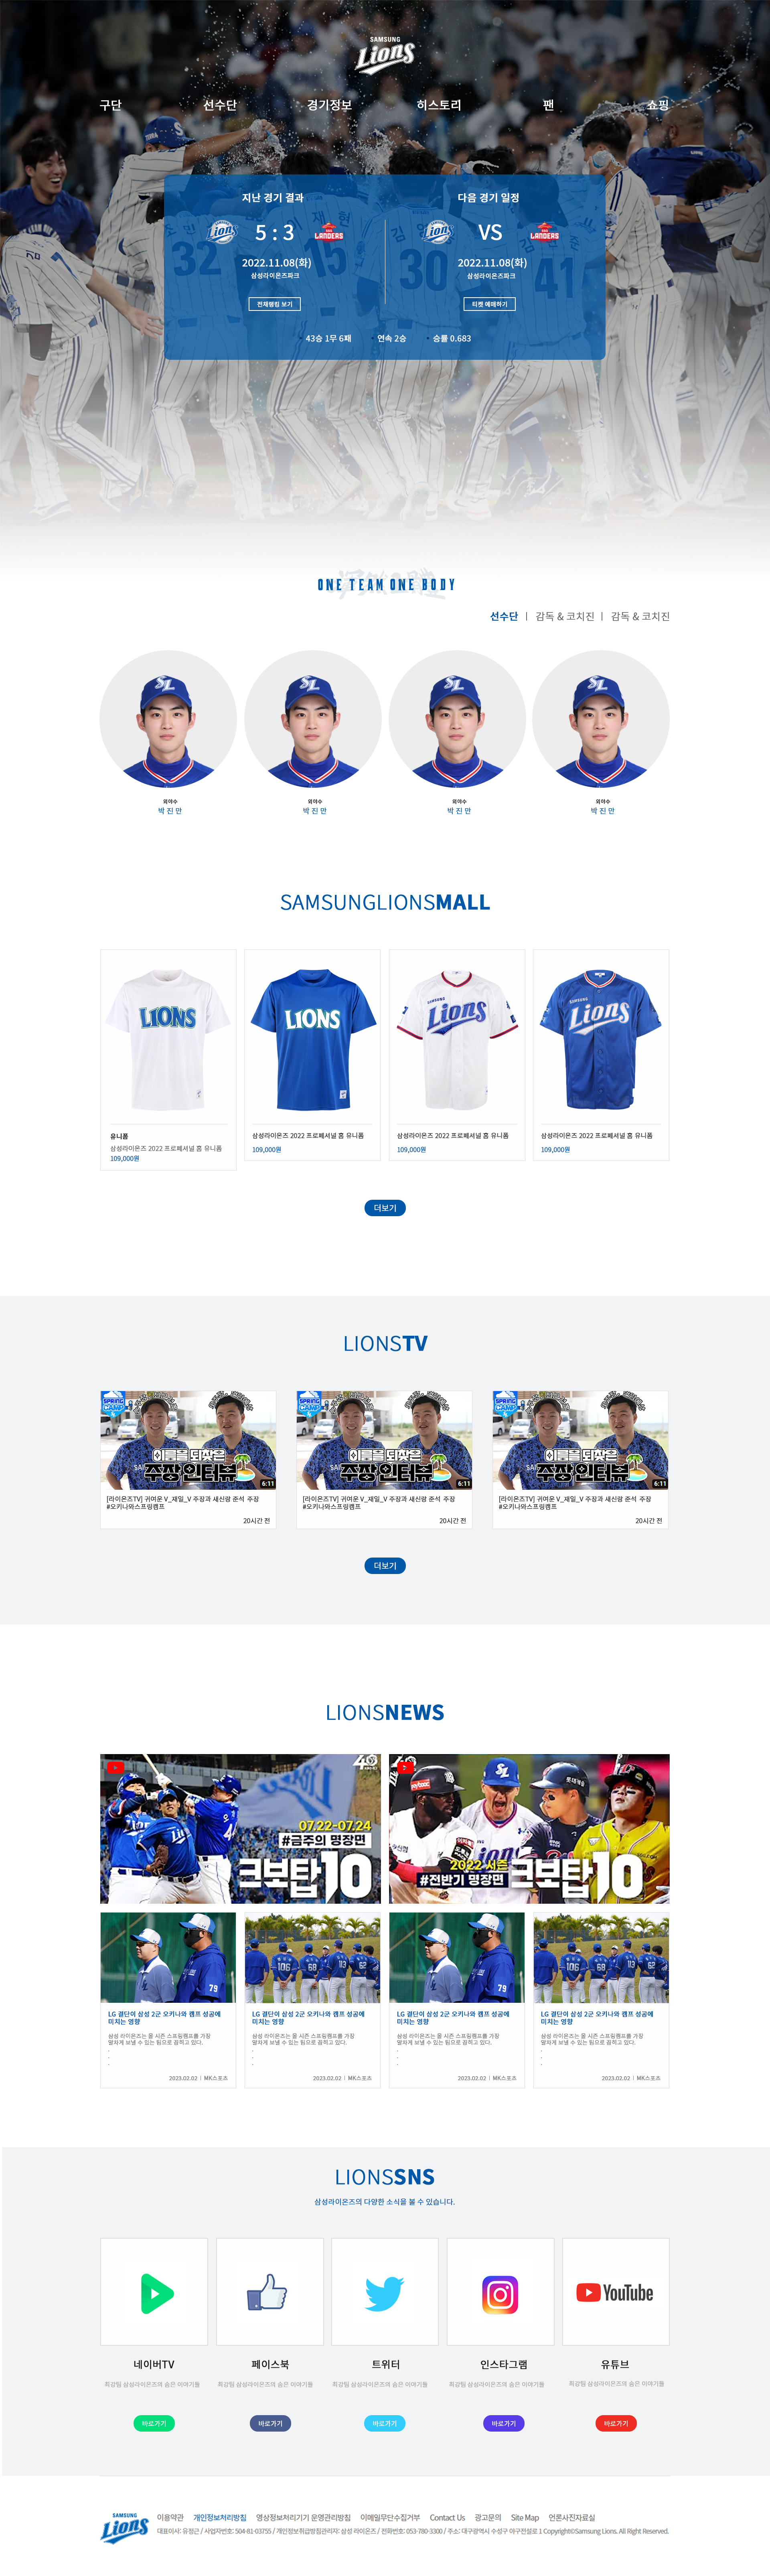 SAMSUNG
Lions
구단 선수단 경기정보 히스토리 팬 쇼핑
지난 경기 결과
다음 경기 일정
Lions 5 : 3 LANDERS
Lions VS LANDERS
2022.11.08(화)
삼성라이온즈파크
2022.11.08(화)
삼성라이온즈파크
전체랭킹 보기
티켓 예매하기
43승 1무 6패 연속 2승 승률 0.683
ONE TEAM ONE BODY
선수단 | 감독 & 코치진 | 감독 & 코치진
외야수
박 진 만
외야수
박 진 만
외야수
박 진 만
외야수
박 진 만
SAMSUNGLIONSMALL
LIONS
LIONS
SAMSUNG
Lions
SAMSUNG
Lions
유니폼
삼성라이온즈 2022 프로페셔널 홈 유니폼
109,000원
삼성라이온즈 2022 프로페셔널 홈 유니폼
109,000원
삼성라이온즈 2022 프로페셔널 홈 유니폼
109,000원
삼성라이온즈 2022 프로페셔널 홈 유니폼
109,000원
더보기
LIONSTV
SPRING CAMP
이름을 되찾은
주장인터뷰
6:11
SPRING CAMP
이름을 되찾은
주장인터뷰
6:11
SPRING CAMP
이름을 되찾은
주장인터뷰
6:11
[라이온즈TV] 귀여운 V_재일_V 주장과 새신랑 준석 주장
#오키나와스프링캠프
20시간 전
[라이온즈TV] 귀여운 V_재일_V 주장과 새신랑 준석 주장
#오키나와스프링캠프
20시간 전
[라이온즈TV] 귀여운 V_재일_V 주장과 새신랑 준석 주장
#오키나와스프링캠프
20시간 전
더보기
LIONSNEWS
07.22-07.24
#금주의 명장면
크보탑10
2022 시즌
#전반기 명장면
크보탑10
79
106 68 113 62
79
106 68 113 62
LG 결단이 삼성 2군 오키나와 캠프 성공에
미치는 영향
삼성 라이온즈는 올 시즌 스프링캠프를 가장
알차게 보낼 수 있는 팀으로 꼽히고 있다.
.
.
.
2023.02.02 | MK스포츠
LG 결단이 삼성 2군 오키나와 캠프 성공에
미치는 영향
삼성 라이온즈는 올 시즌 스프링캠프를 가장
알차게 보낼 수 있는 팀으로 꼽히고 있다.
.
.
.
2023.02.02 | MK스포츠
LG 결단이 삼성 2군 오키나와 캠프 성공에
미치는 영향
삼성 라이온즈는 올 시즌 스프링캠프를 가장
알차게 보낼 수 있는 팀으로 꼽히고 있다.
.
.
.
2023.02.02 | MK스포츠
LG 결단이 삼성 2군 오키나와 캠프 성공에
미치는 영향
삼성 라이온즈는 올 시즌 스프링캠프를 가장
알차게 보낼 수 있는 팀으로 꼽히고 있다.
.
.
.
2023.02.02 | MK스포츠
LIONSSNS
삼성라이온즈의 다양한 소식을 볼 수 있습니다.
YouTube
네이버TV 페이스북 트위터 인스타그램 유튜브
최강팀 삼성라이온즈의 숨은 이야기들
최강팀 삼성라이온즈의 숨은 이야기들
최강팀 삼성라이온즈의 숨은 이야기들
최강팀 삼성라이온즈의 숨은 이야기들
최강팀 삼성라이온즈의 숨은 이야기들
바로가기 바로가기 바로가기 바로가기 바로가기
SAMSUNG
Lions
이용약관 개인정보처리방침 영상정보처리기기 운영관리방침 이메일무단수집거부 Contact Us 광고문의 Site Map 언론사진자료실
대표이사: 유정근 / 사업자번호: 504-81-03755 / 개인정보취급방침관리자: 삼성 라이온즈 / 전화번호: 053-780-3300 / 주소: 대구광역시 수성구 야구전설로 1 Copyright©Samsung Lions. All Right Reserved.